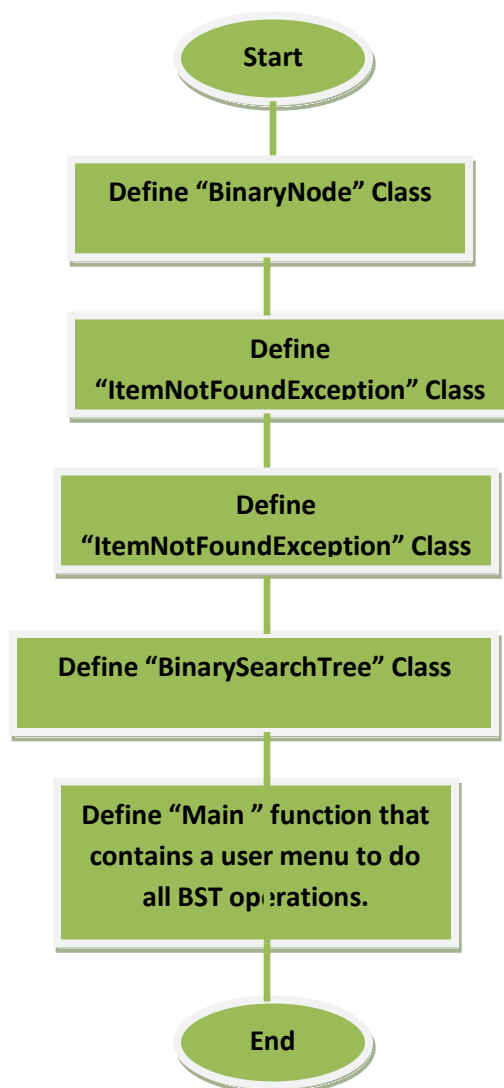 Start
Define “BinaryNode” Class
Define
“ItemNotFoundException” Class
Define
“ItemNotFoundException” Class
Define “BinarySearchTree” Class
Define “Main ” function that
contains a user menu to do
all BST operations.
End